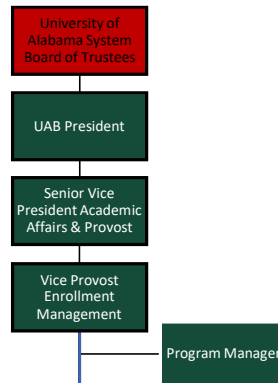 University of
Alabama System
Board of Trustees
UAB President
Senior Vice
President Academic
Affairs & Provost
Vice Provost
Enrollment
Management
Program Manager